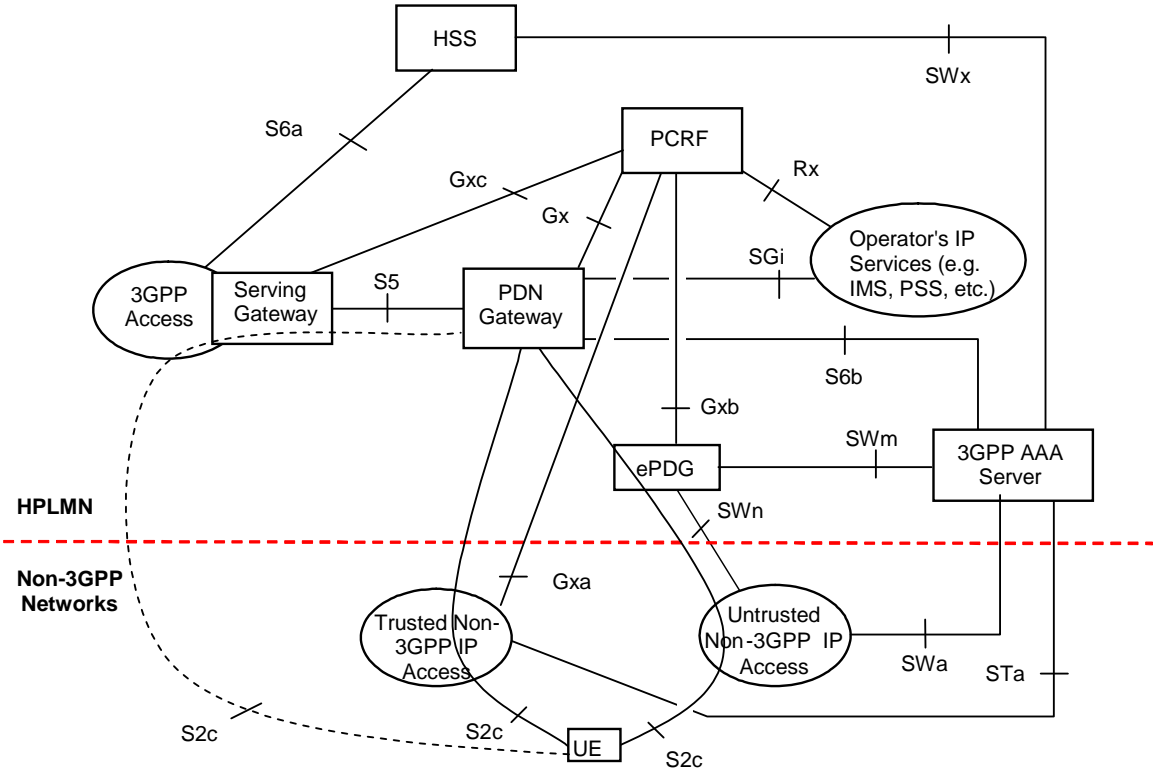 HSS
SWx
S6a
PCRF
Rx
Gxc
Gx
Operator's IP
Services (e.g.
IMS, PSS, etc.)
SGi
3GPP
Access
Serving
Gateway
S5
PDN
Gateway
S6b
Gxb
SWm
3GPP AAA
Server
ePDG
HPLMN
SWn
Non-3GPP
Networks
Gxa
Trusted Non-
3GPP IP
Access
Untrusted
Non-3GPP IP
Access
SWa
STa
S2c
S2c
UE
S2c